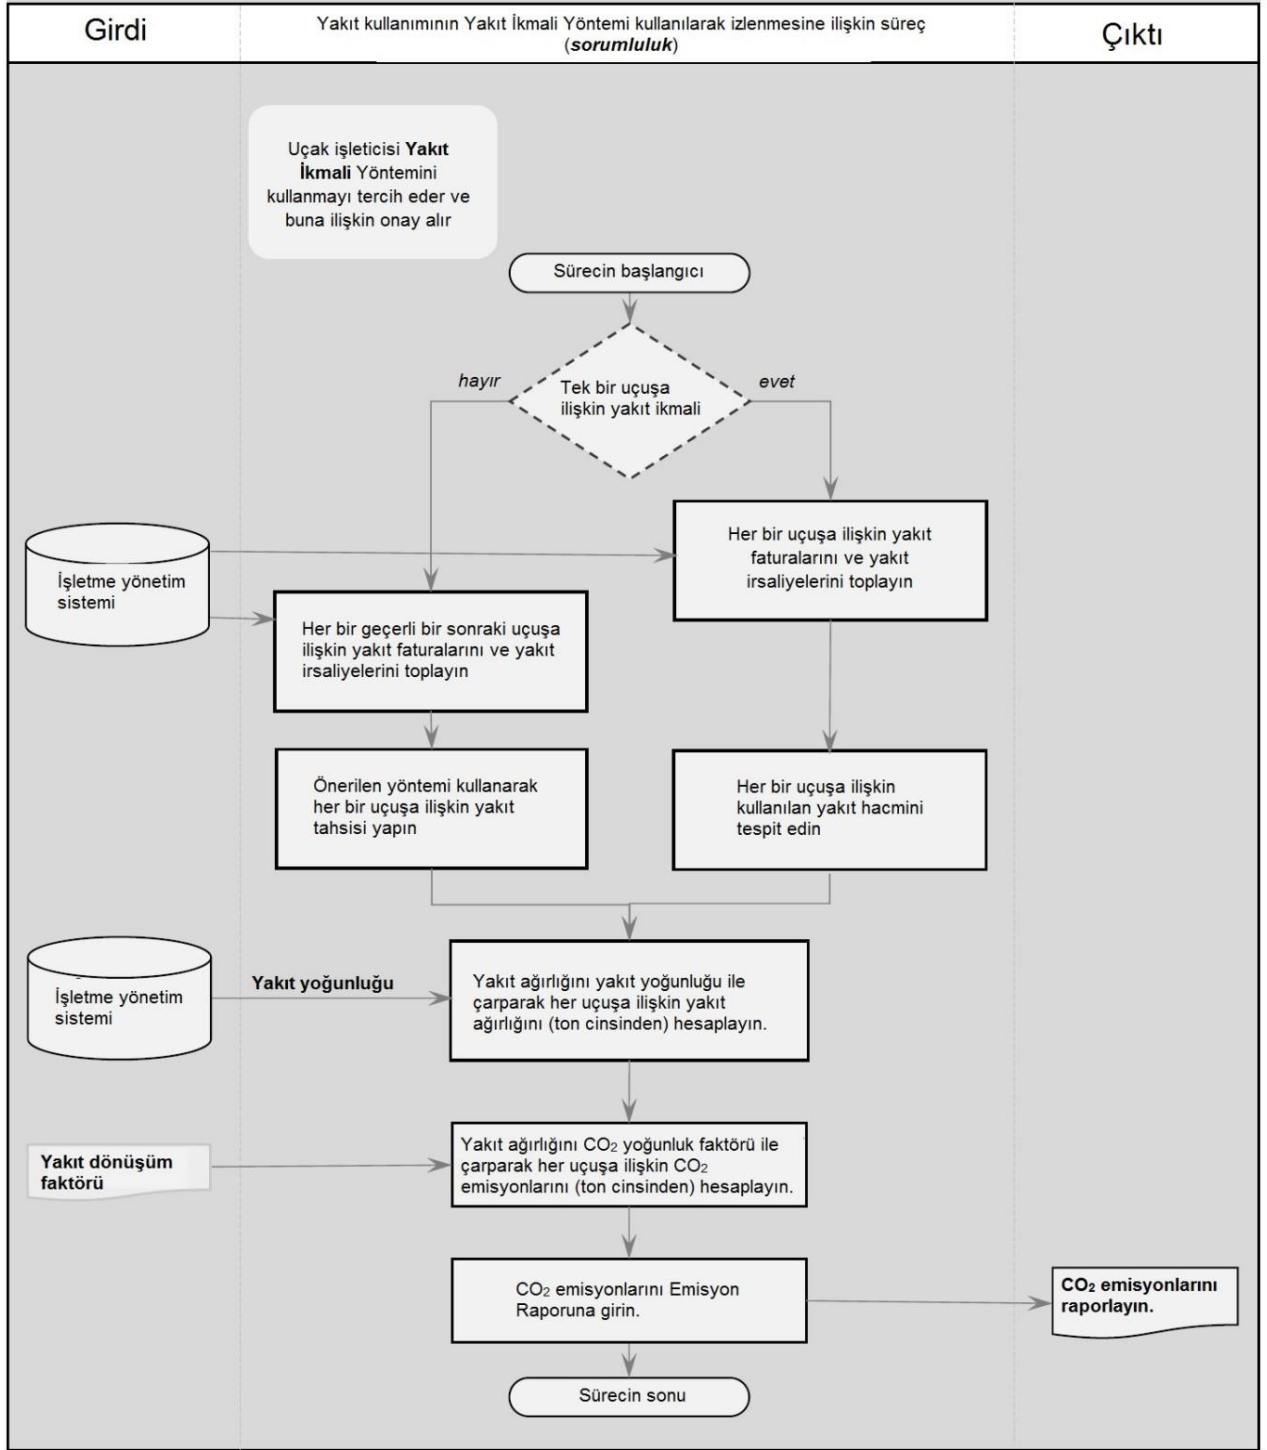 Girdi
Yakıt kullanımının Yakıt İkmali Yöntemi kullanılarak izlenmesine ilişkin süreç
(sorumluluk)
Çıktı
Uçak işleticisi Yakıt
İkmali Yöntemini
kullanmayı tercih eder ve
buna ilişkin onay alır
Sürecin başlangıcı
hayır
Tek bir uçuşa
ilişkin yakıt ikmali
evet
Her bir uçuşa ilişkin yakıt
faturalarını ve yakıt
irsaliyelerini toplayın
İşletme yönetim
sistemi
Her bir geçerli bir sonraki uçuşa
ilişkin yakıt faturalarını ve yakıt
irsaliyelerini toplayın
Önerilen yöntemi kullanarak
her bir uçuşa ilişkin yakıt
tahsisi yapın
Her bir uçuşa ilişkin
kullanılan yakıt hacmini
tespit edin
İşletme yönetim
sistemi
Yakıt yoğunluğu
Yakıt ağırlığını yakıt yoğunluğu ile
çarparak her uçuşa ilişkin yakıt
ağırlığını (ton cinsinden) hesaplayın.
Yakıt dönüşüm
faktörü
Yakıt ağırlığını CO₂ yoğunluk faktörü ile
çarparak her uçuşa ilişkin CO₂
emisyonlarını (ton cinsinden) hesaplayın.
CO₂ emisyonlarını Emisyon
Raporuna girin.
CO₂ emisyonlarını
raporlayın.
Sürecin sonu